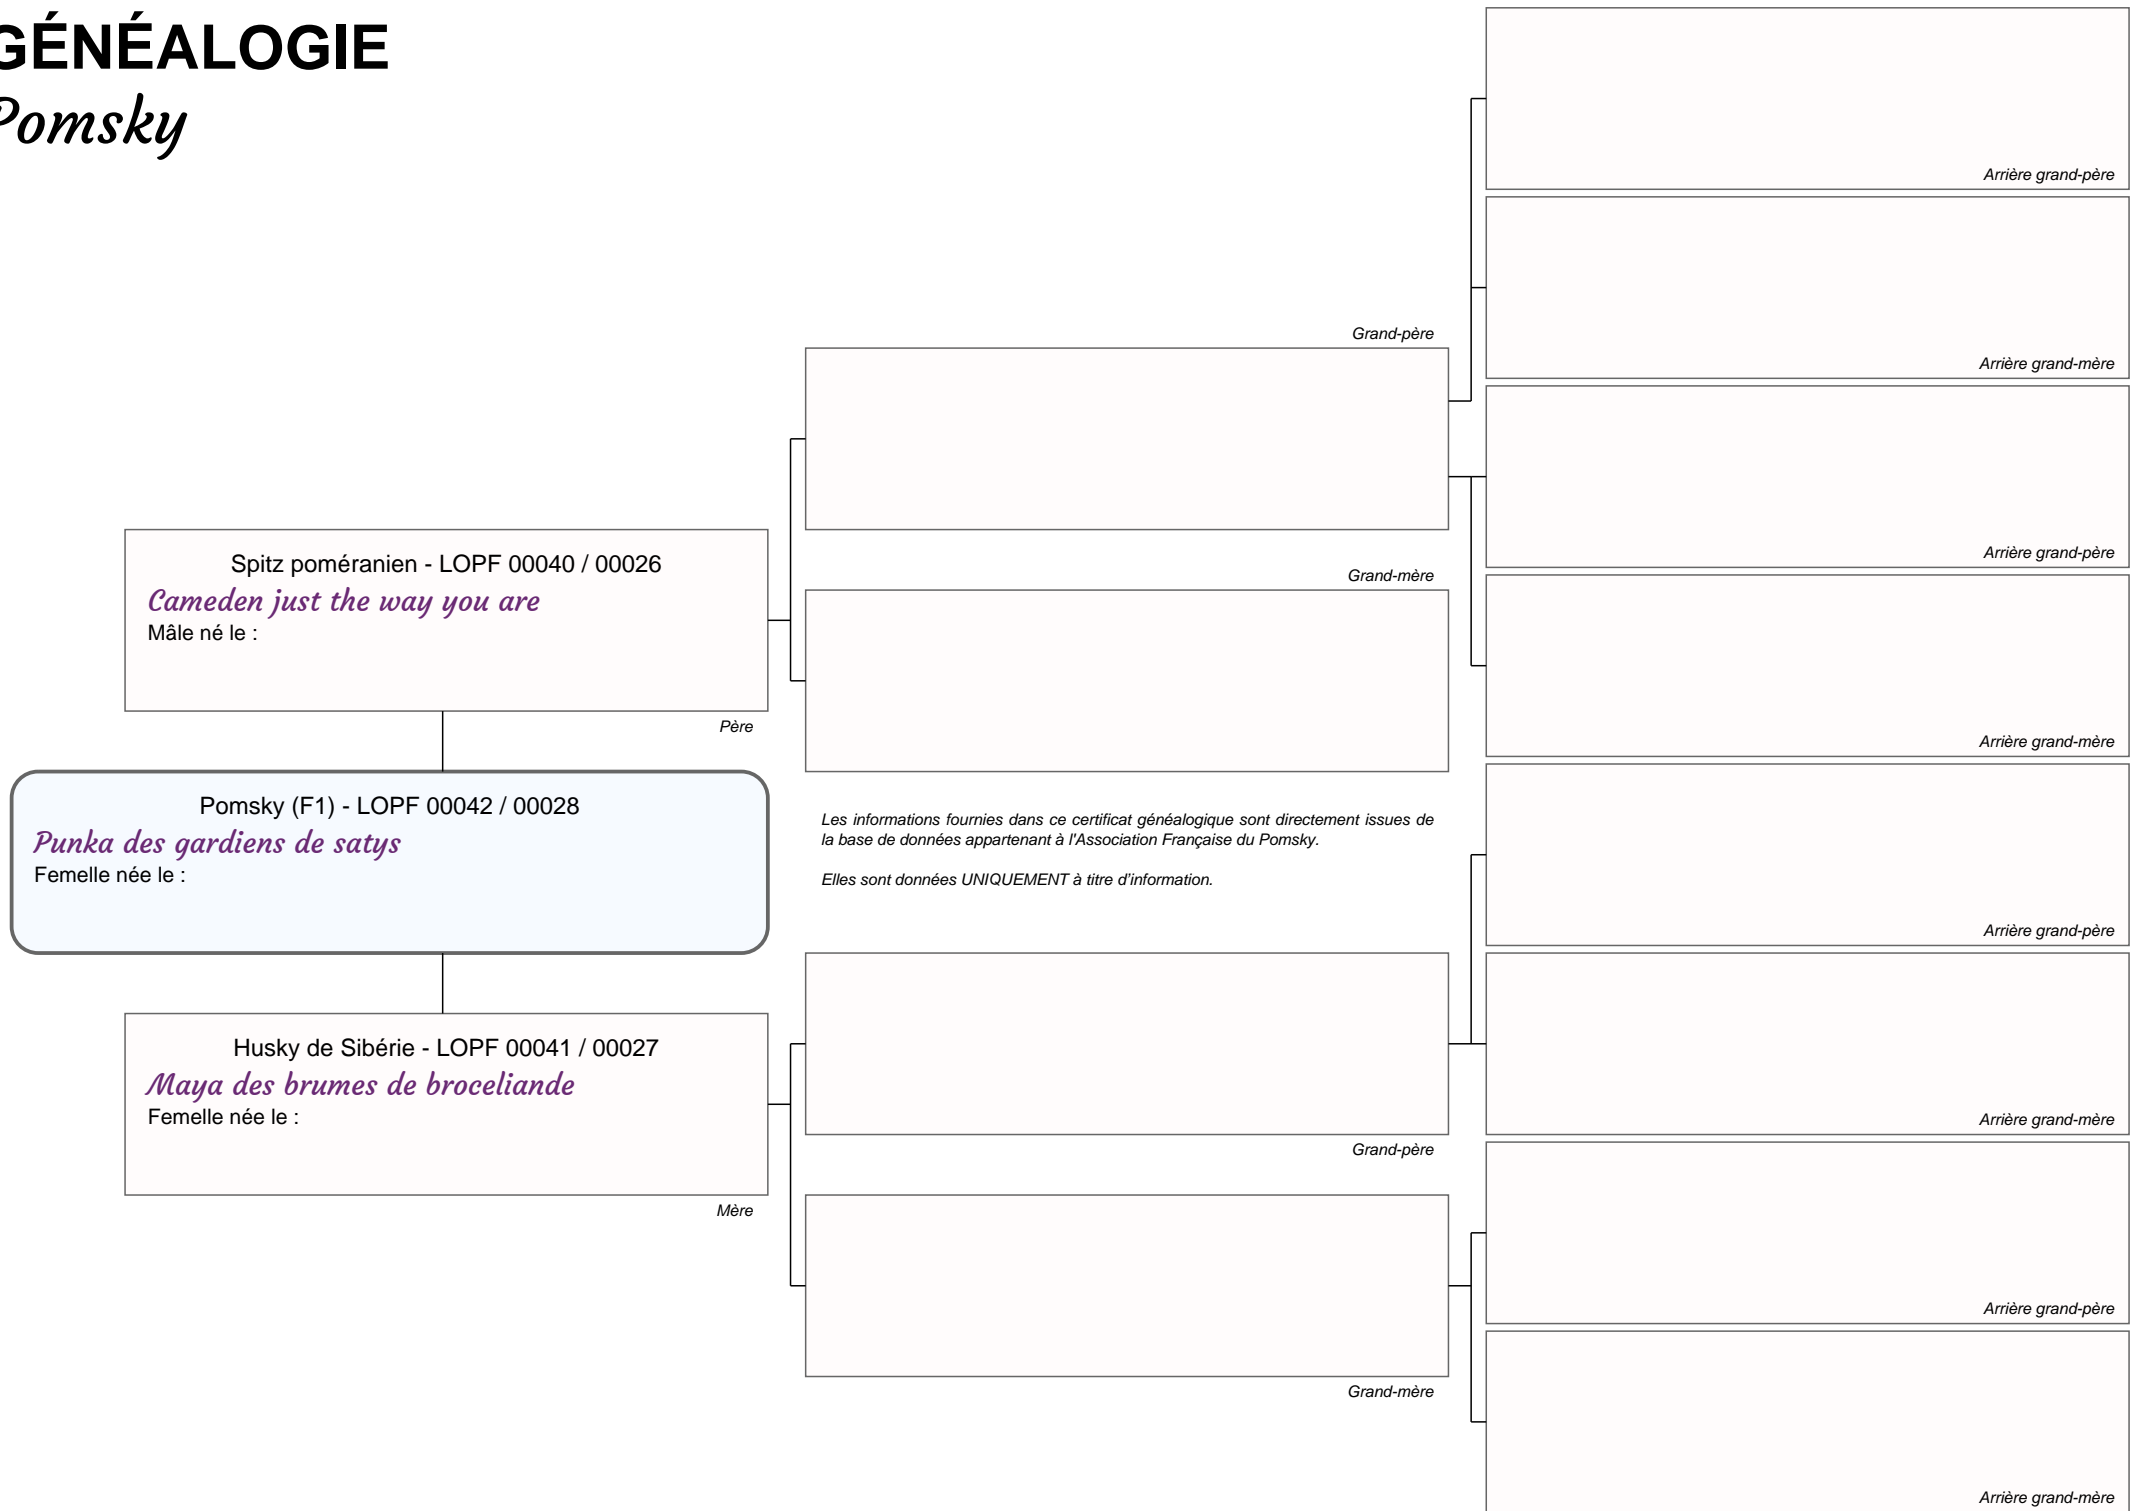 GÉNÉALOGIE
Pomsky
Arrière grand-père
Arrière grand-mère
Grand-père
Arrière grand-père
Spitz poméranien - LOPF 00040 / 00026
Cameden just the way you are
Mâle né le :
Père
Grand-mère
Arrière grand-mère
Pomsky (F1) - LOPF 00042 / 00028
Punka des gardiens de satys
Femelle née le :
Les informations fournies dans ce certificat généalogique sont directement issues de
la base de données appartenant à l'Association Française du Pomsky.
Elles sont données UNIQUEMENT à titre d'information.
Arrière grand-père
Husky de Sibérie - LOPF 00041 / 00027
Maya des brumes de broceliande
Femelle née le :
Mère
Grand-père
Arrière grand-mère
Arrière grand-père
Grand-mère
Arrière grand-mère